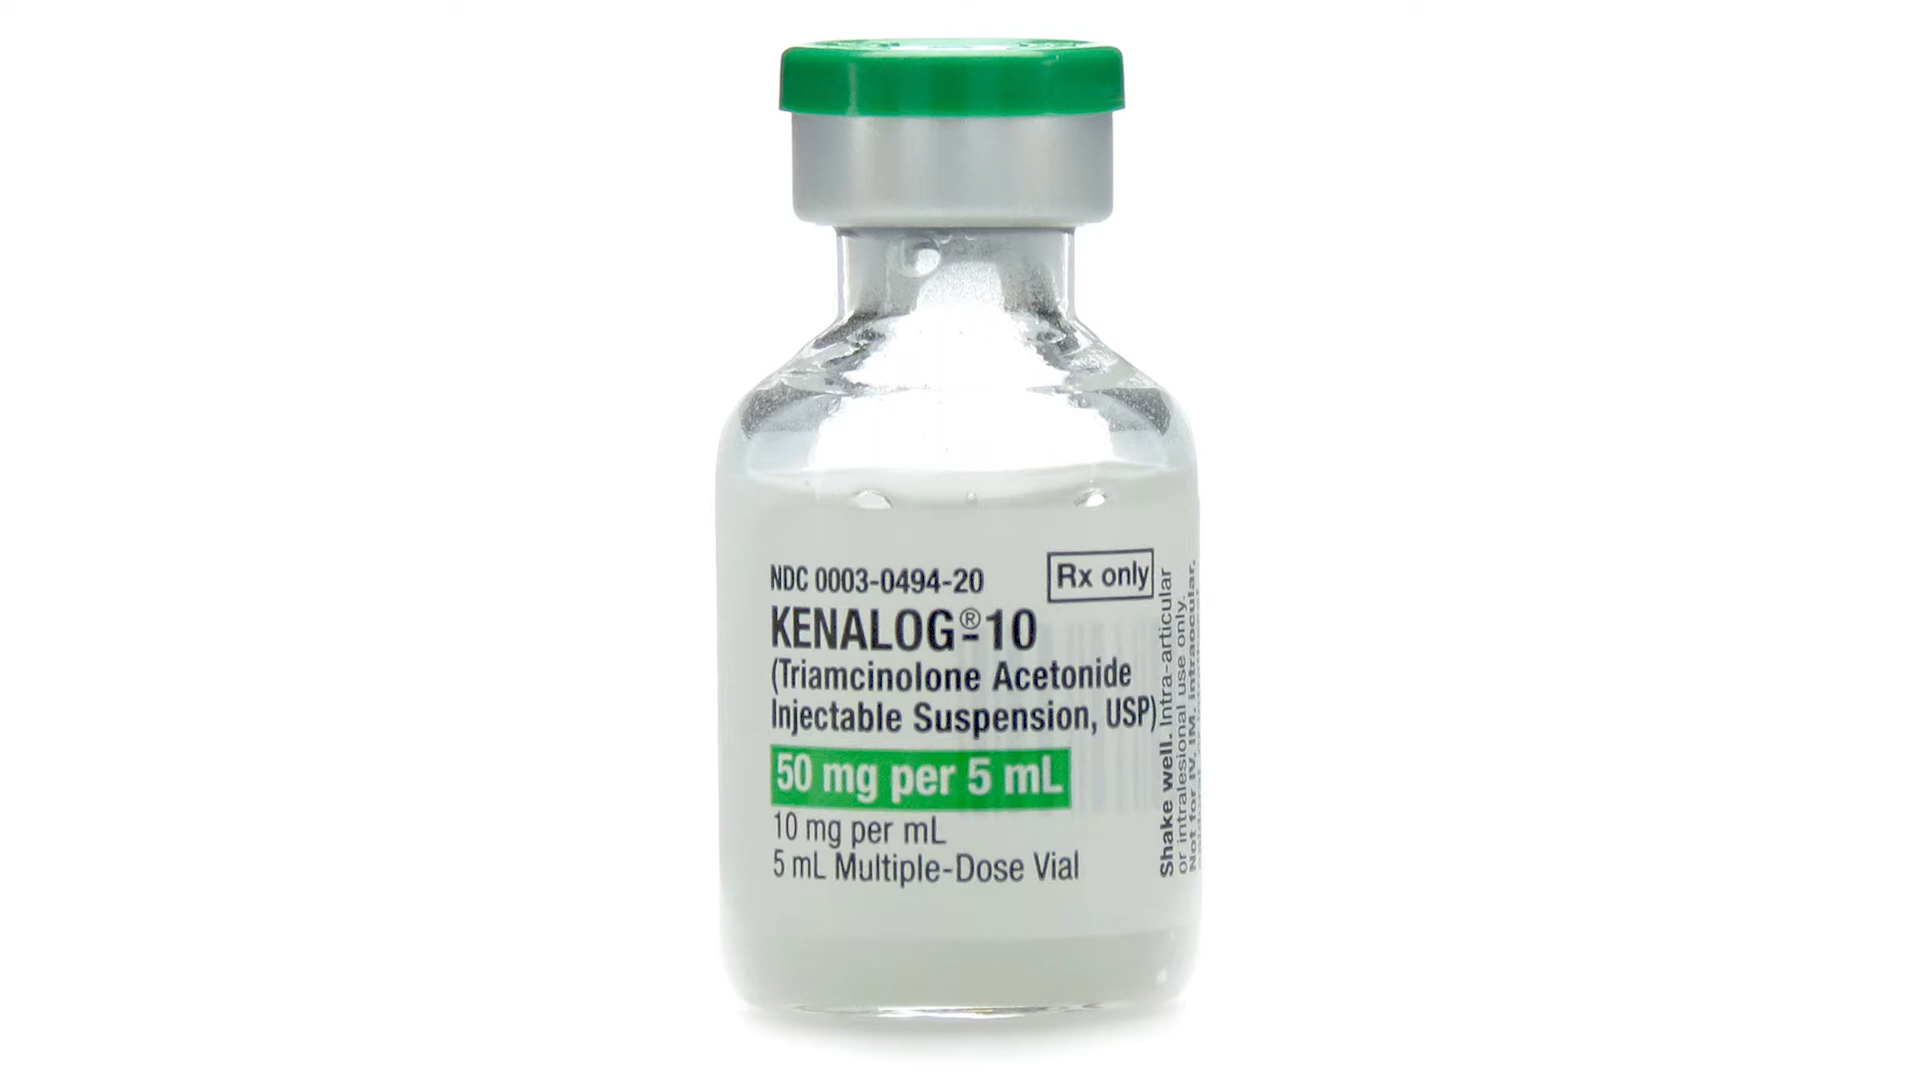 NDC 0003-0494-20
Rx only
KENALOG®-10
(Triamcinolone Acetonide
Injectable Suspension, USP)
50 mg per 5 mL
10 mg per mL
5 mL Multiple-Dose Vial
Shake well. Intra-articular
or intralesional use only.
Not for IV, IM, intraocular,